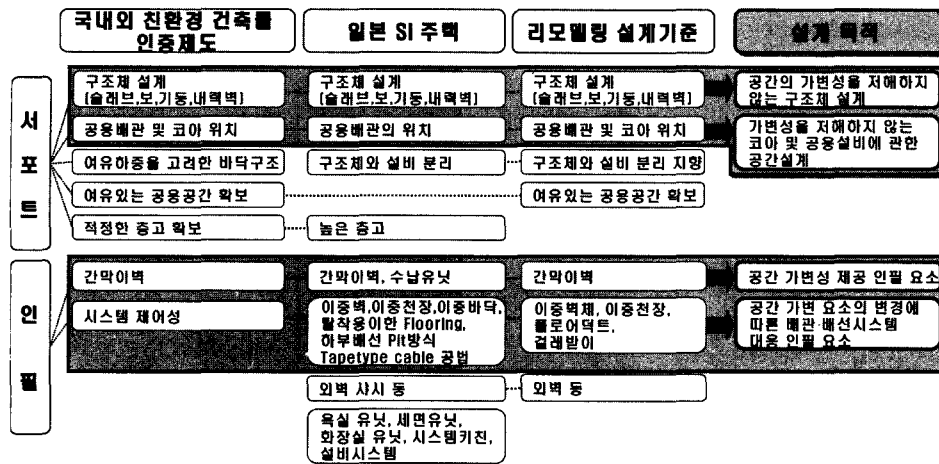 국내외 친환경 건축물
인증제도
일본 SI 주택
리모델링 설계기준
설계 목적
서포트
구조체 설계
(슬래브,보,기둥,내력벽)
구조체 설계
(슬래브,보,기둥,내력벽)
구조체 설계
(슬래브,보,기둥,내력벽)
공간의 가변성을 저해하지
않는 구조체 설계
공용배관 및 코아 위치
공용배관의 위치
공용배관 및 코아 위치
가변성을 저해하지 않는
코아 및 공용설비에 관한
공간설계
여유하중을 고려한 바닥구조
구조체와 설비 분리
구조체와 설비 분리 지향
여유있는 공용공간 확보
여유있는 공용공간 확보
적정한 층고 확보
높은 층고
인필
간막이벽
간막이벽, 수납유닛
간막이벽
공간 가변성 제공 인필 요소
시스템 제어성
이중벽,이중천장,이중바닥,
탈착용이한 Flooring,
하부배선 Pit방식
Tapetype cable 공법
이중벽체, 이중천장,
플로어덕트,
걸레받이
공간 가변 요소의 변경에
따른 배관·배선시스템
대응 인필 요소
외벽 샤시 등
외벽 등
욕실 유닛, 세면유닛,
화장실 유닛, 시스템키친,
설비시스템